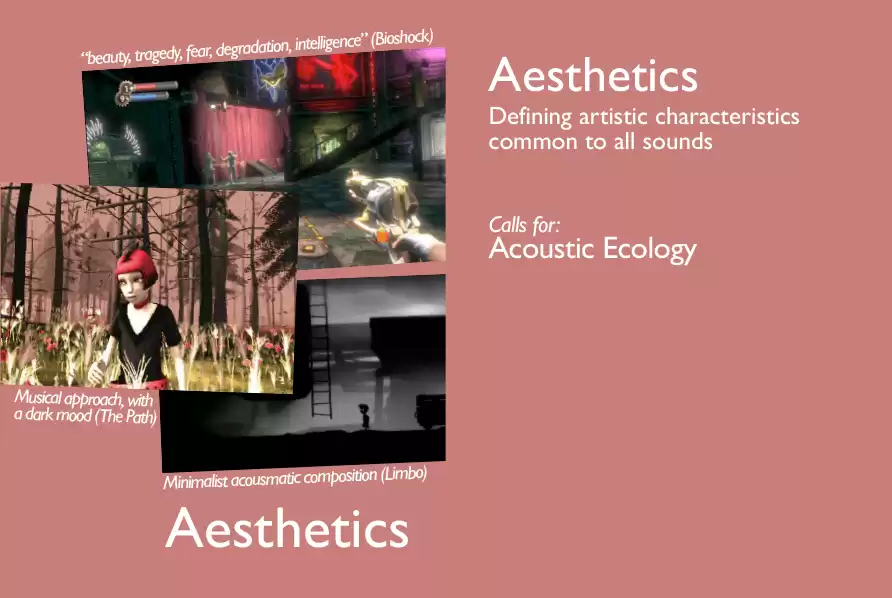 “beauty, tragedy, fear, degradation, intelligence” (Bioshock)
Musical approach, with
a dark mood (The Path)
Minimalist acousmatic composition (Limbo)
Aesthetics
Aesthetics
Defining artistic characteristics
common to all sounds
Calls for:
Acoustic Ecology